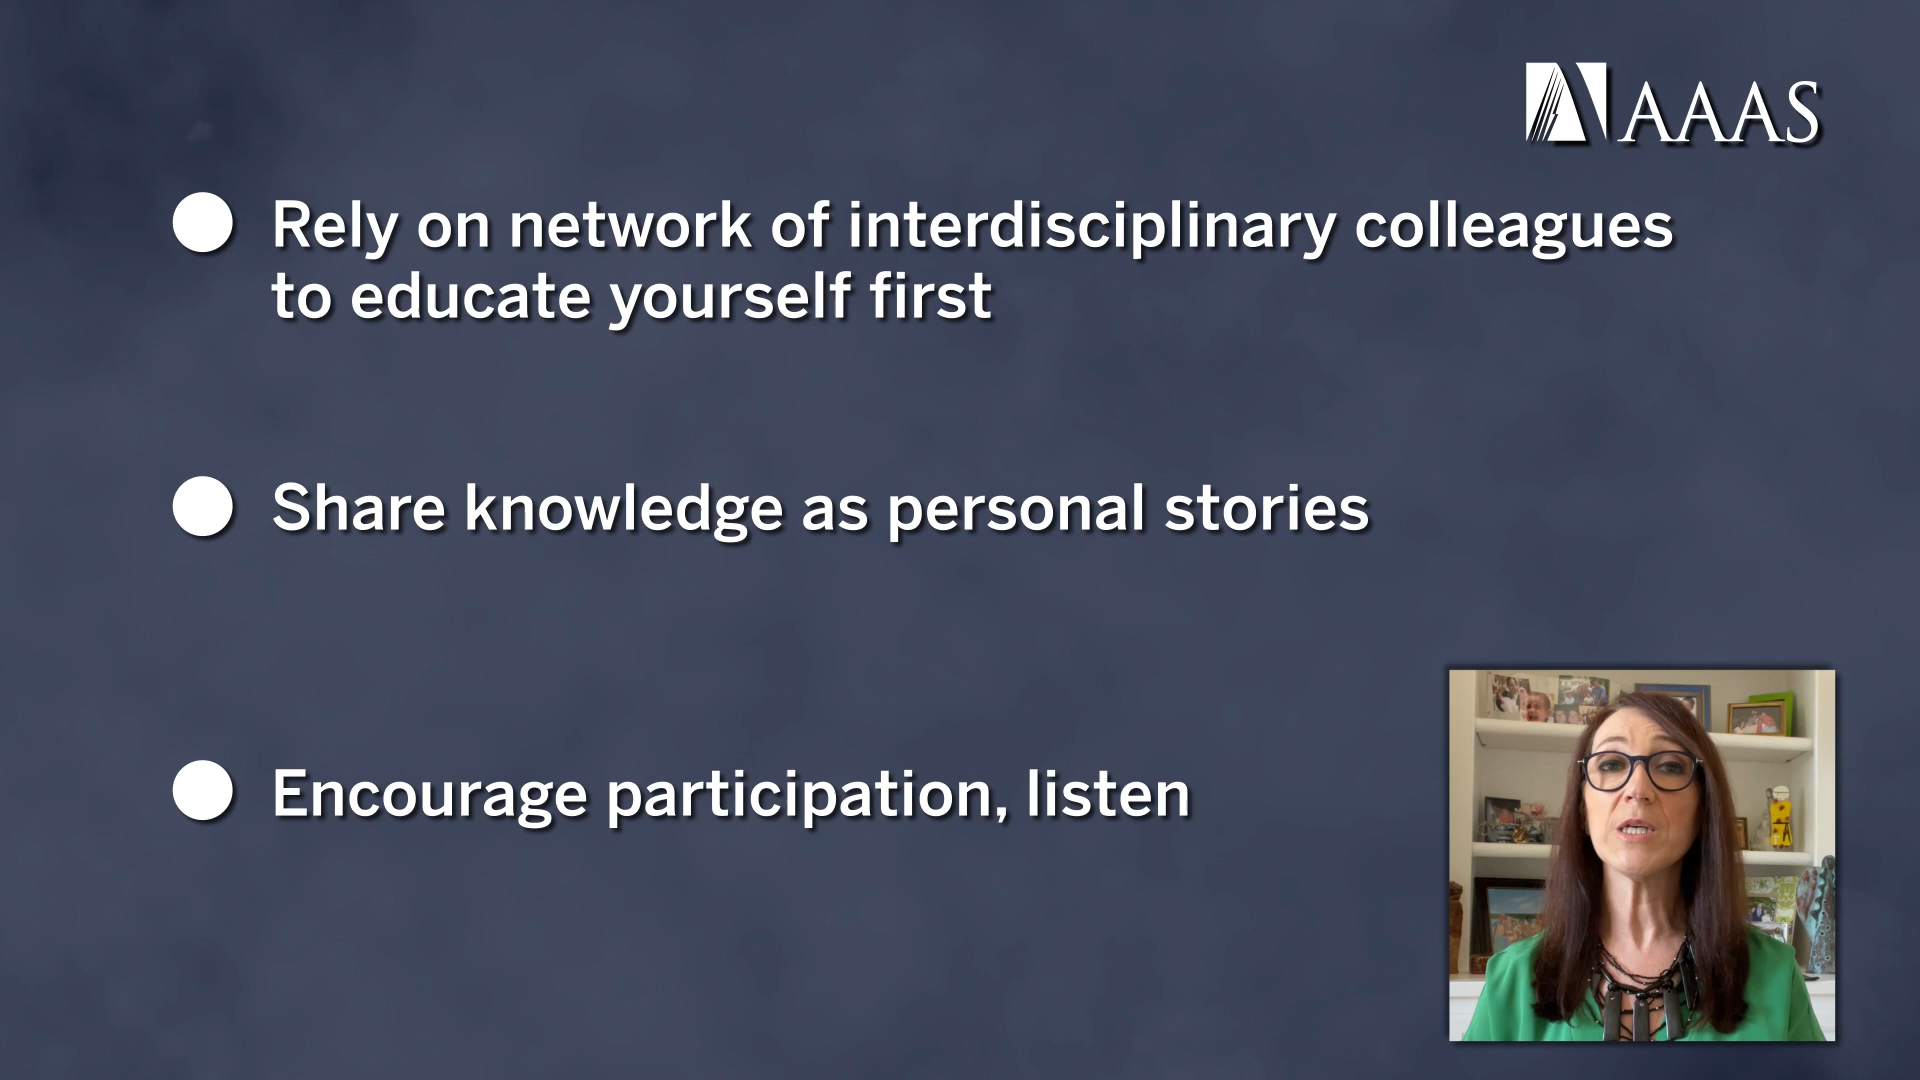 AAAS
Rely on network of interdisciplinary colleagues
to educate yourself first
Share knowledge as personal stories
Encourage participation, listen